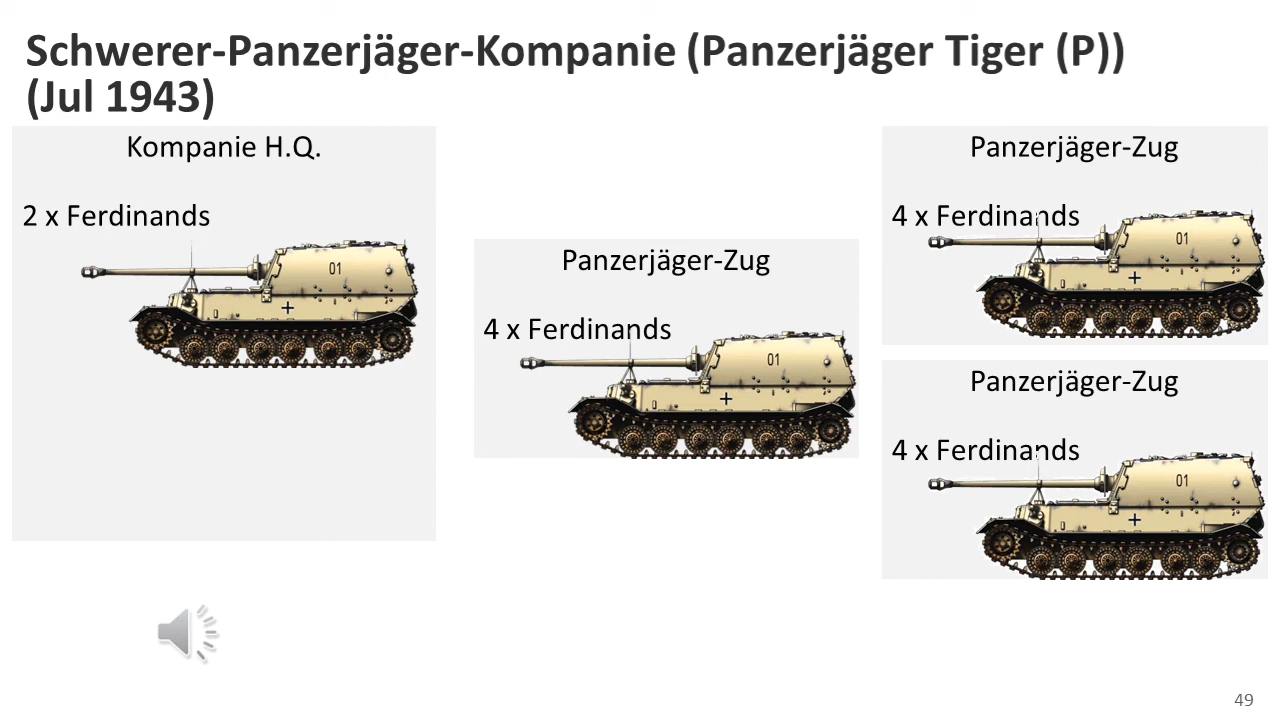 Schwerer-Panzerjäger-Kompanie (Panzerjäger Tiger (P))
(Jul 1943)
Kompanie H.Q.
2 x Ferdinands
01
Panzerjäger-Zug
4 x Ferdinands
01
Panzerjäger-Zug
4 x Ferdinands
01
Panzerjäger-Zug
4 x Ferdinands
01
49